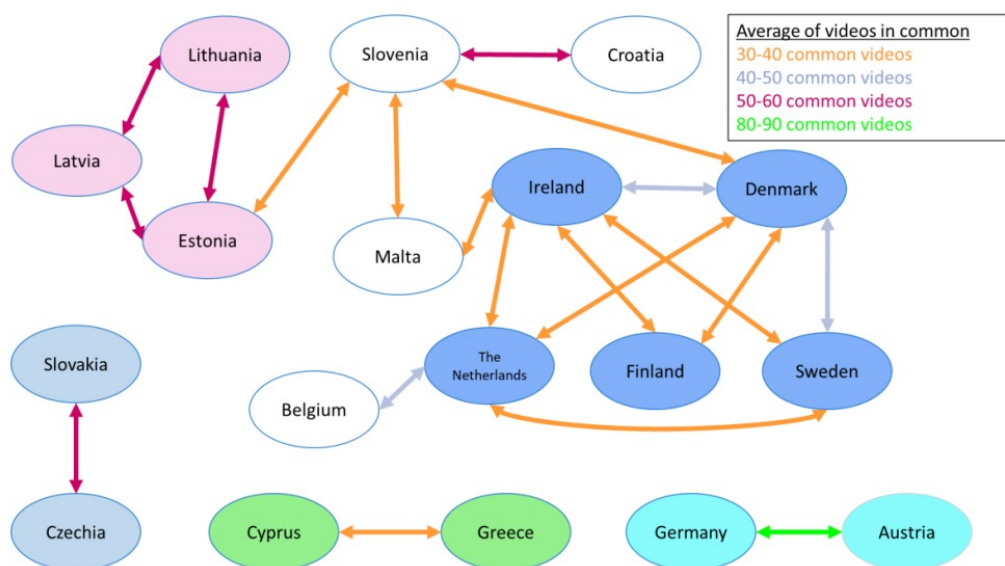 Average of videos in common
30-40 common videos
40-50 common videos
50-60 common videos
80-90 common videos
Lithuania
Slovenia
Croatia
Latvia
Ireland
Denmark
Estonia
Malta
Slovakia
The
Netherlands
Finland
Sweden
Belgium
Czechia
Cyprus
Greece
Germany
Austria